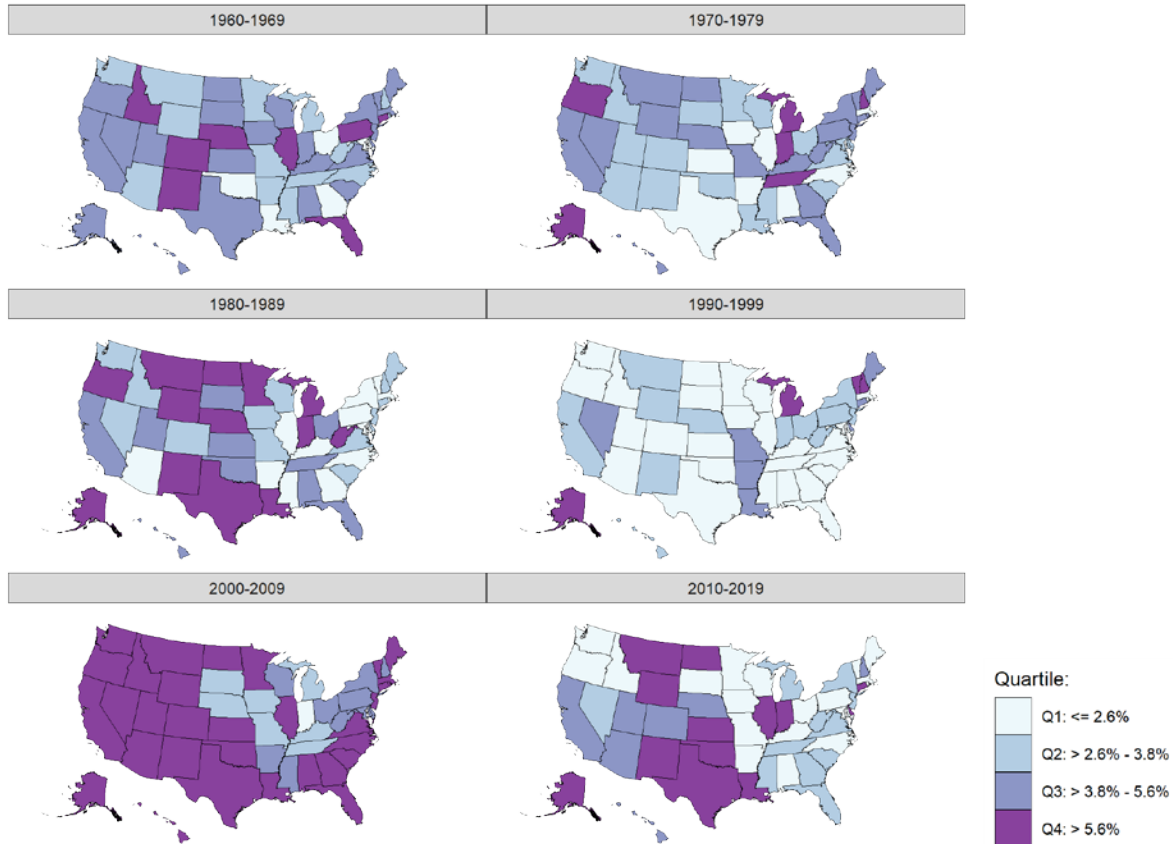 1960-1969
1970-1979
1980-1989
1990-1999
2000-2009
2010-2019
Quartile:
Q1: <= 2.6%
Q2: > 2.6% - 3.8%
Q3: > 3.8% - 5.6%
Q4: > 5.6%